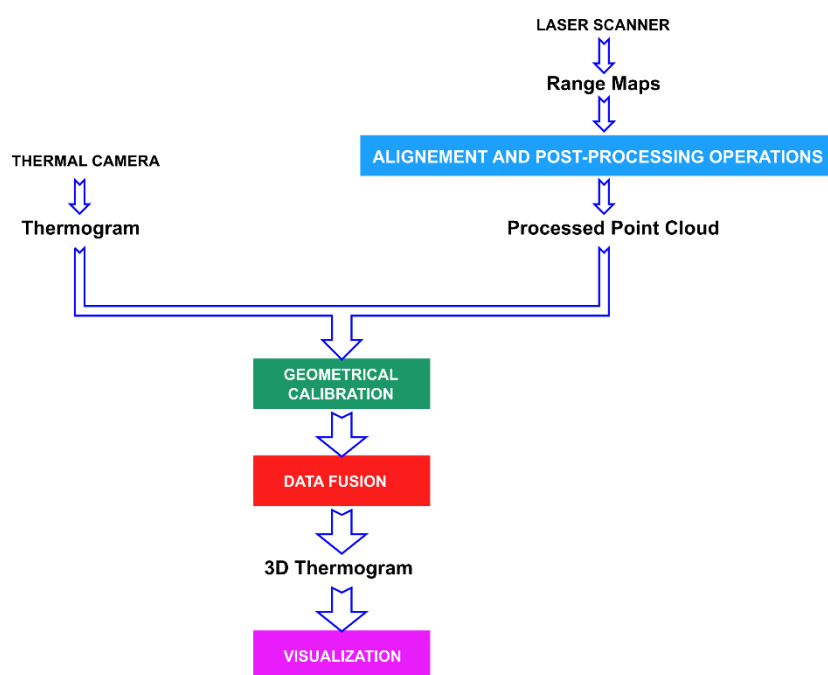 LASER SCANNER
Range Maps
ALIGNEMENT AND POST-PROCESSING OPERATIONS
THERMAL CAMERA
Thermogram
Processed Point Cloud
GEOMETRICAL
CALIBRATION
DATA FUSION
3D Thermogram
VISUALIZATION